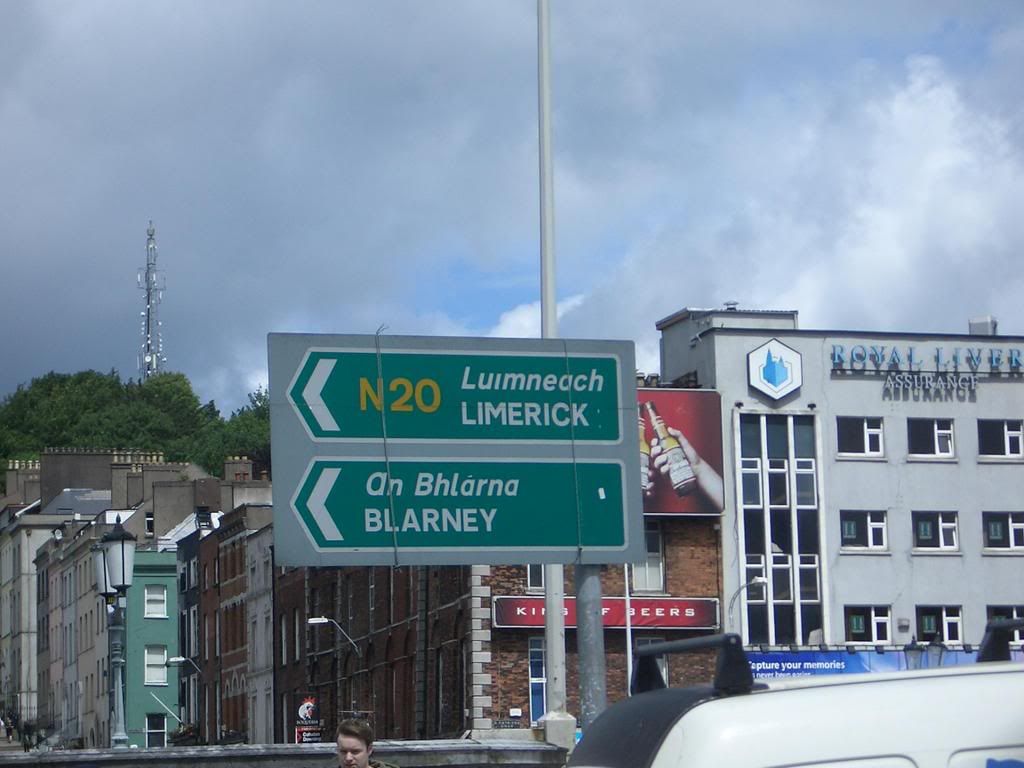 N20
Luimneach
LIMERICK
An Bhlárna
BLARNEY
ROYAL LIVER
ASSURANCE
KING OF BEERS
capture your memories